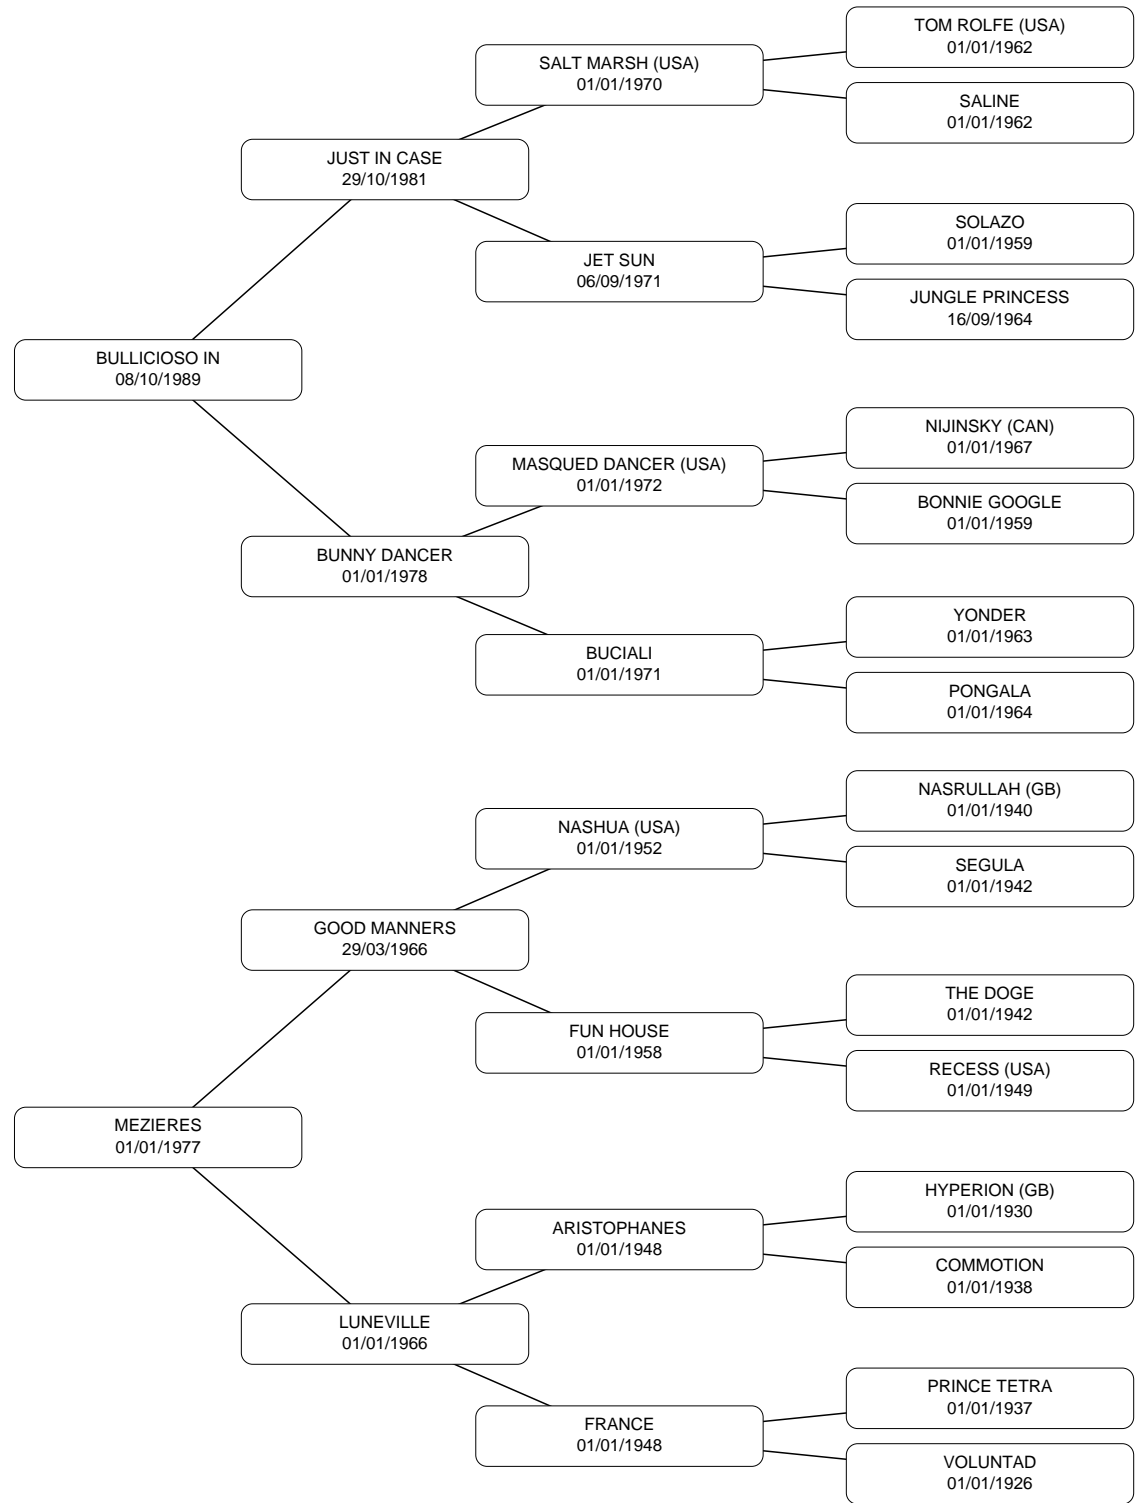 TOM ROLFE (USA)
01/01/1962
SALT MARSH (USA)
01/01/1970
SALINE
01/01/1962
JUST IN CASE
29/10/1981
SOLAZO
01/01/1959
JET SUN
06/09/1971
JUNGLE PRINCESS
16/09/1964
BULLICIOSO IN
08/10/1989
NIJINSKY (CAN)
01/01/1967
MASQUED DANCER (USA)
01/01/1972
BONNIE GOOGLE
01/01/1959
BUNNY DANCER
01/01/1978
YONDER
01/01/1963
BUCIALI
01/01/1971
PONGALA
01/01/1964
NASRULLAH (GB)
01/01/1940
NASHUA (USA)
01/01/1952
SEGULA
01/01/1942
GOOD MANNERS
29/03/1966
THE DOGE
01/01/1942
FUN HOUSE
01/01/1958
RECESS (USA)
01/01/1949
MEZIERES
01/01/1977
HYPERION (GB)
01/01/1930
ARISTOPHANES
01/01/1948
COMMOTION
01/01/1938
LUNEVILLE
01/01/1966
PRINCE TETRA
01/01/1937
FRANCE
01/01/1948
VOLUNTAD
01/01/1926